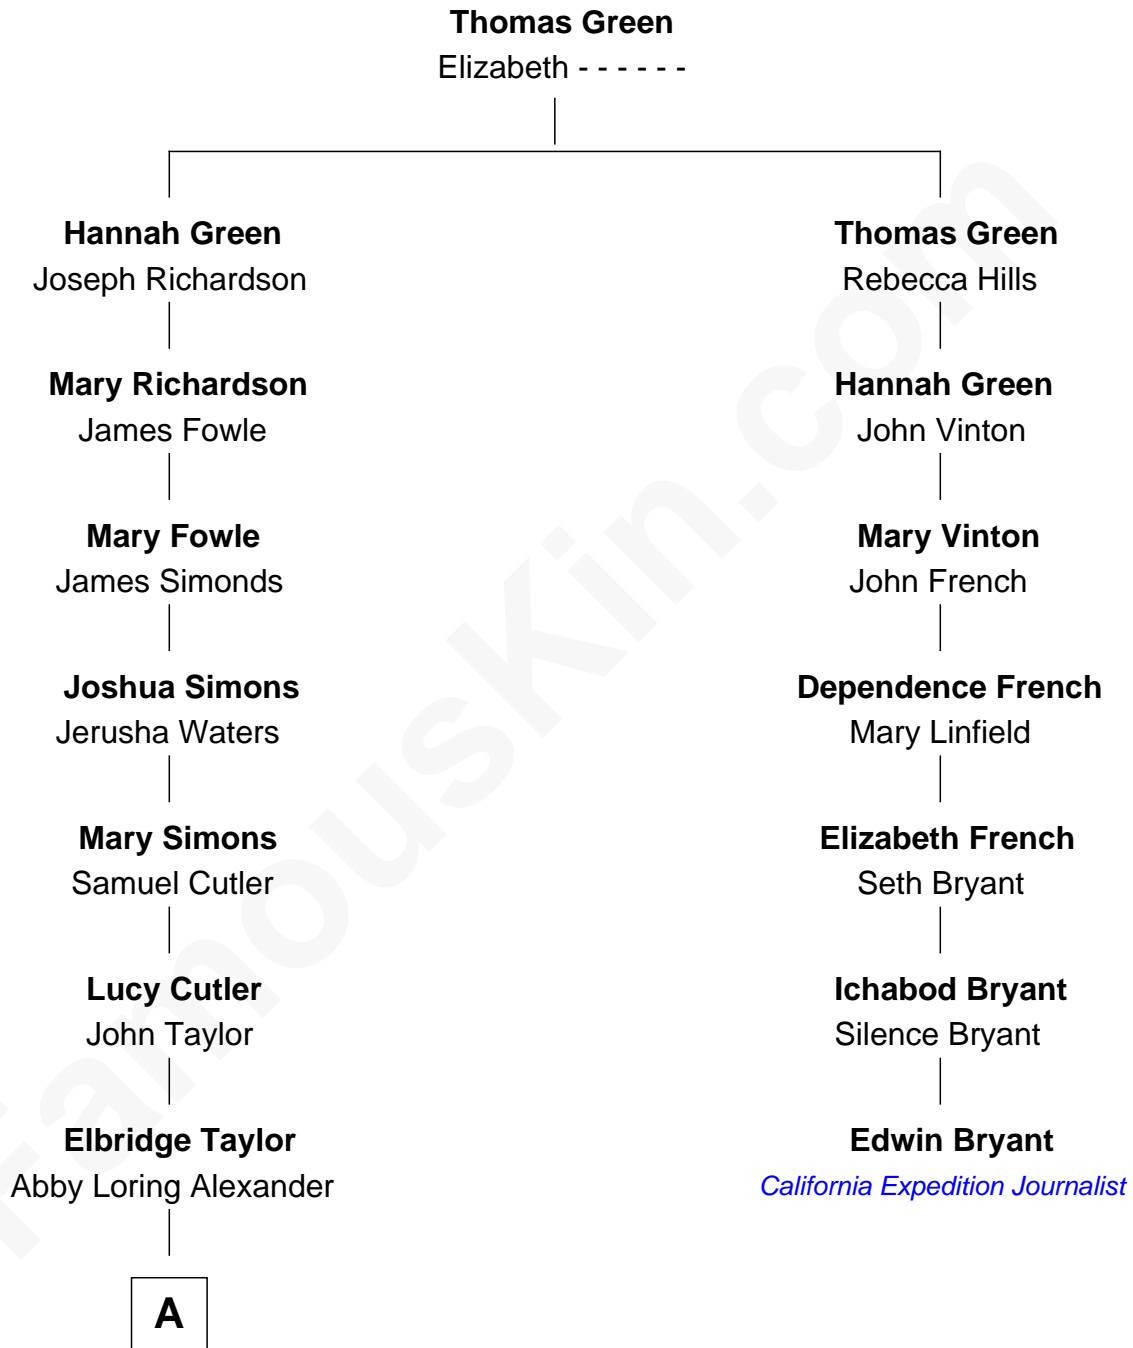 Thomas Green
Elizabeth - - - - - -
Hannah Green
Joseph Richardson
Mary Richardson
James Fowle
Mary Fowle
James Simonds
Joshua Simons
Jerusha Waters
Mary Simons
Samuel Cutler
Lucy Cutler
John Taylor
Elbridge Taylor
Abby Loring Alexander
A
Thomas Green
Rebecca Hills
Hannah Green
John Vinton
Mary Vinton
John French
Dependence French
Mary Linfield
Elizabeth French
Seth Bryant
Ichabod Bryant
Silence Bryant
Edwin Bryant
California Expedition Journalist
FamousKin.com